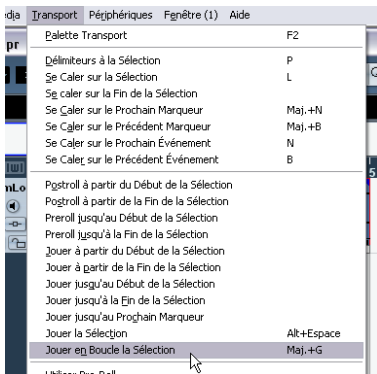 Transport Périphériques Fenêtre (1) Aide
Palette Transport F2
Délimiteurs à la Sélection P
Se Caler sur la Sélection L
Se caler sur la Fin de la Sélection
Se Caler sur le Prochain Marqueur Maj.+N
Se Caler sur le Précédent Marqueur Maj.+B
Se Caler sur le Prochain Événement N
Se Caler sur le Précédent Événement B
Postroll à partir du Début de la Sélection
Postroll à partir de la Fin de la Sélection
Preroll jusqu'au Début de la Sélection
Preroll jusqu'à la Fin de la Sélection
Jouer à partir du Début de la Sélection
Jouer à partir de la Fin de la Sélection
Jouer jusqu'au Début de la Sélection
Jouer jusqu'à la Fin de la Sélection
Jouer jusqu'au Prochain Marqueur
Jouer la Sélection Alt+Espace
Jouer en Boucle la Sélection Maj.+G